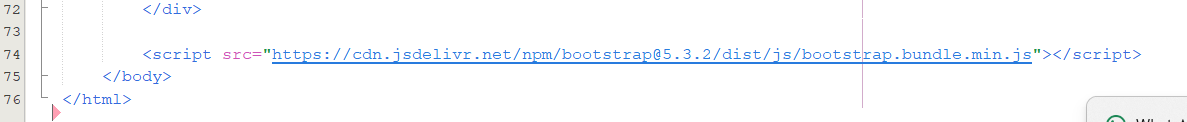 72 </div>
73
74 <script src="https://cdn.jsdelivr.net/npm/bootstrap@5.3.2/dist/js/bootstrap.bundle.min.js"></script>
75 </body>
76 </html>